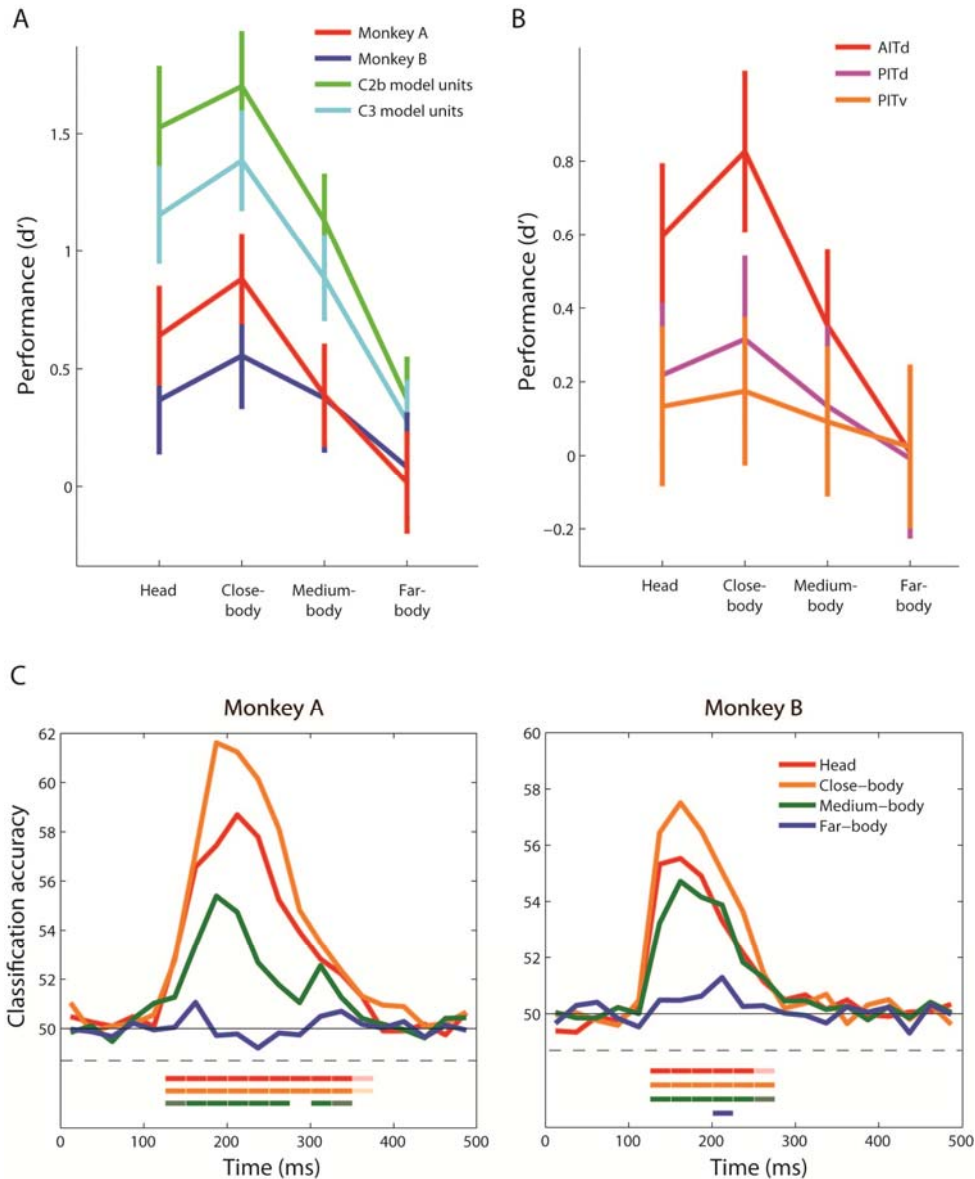 A
Monkey A
Monkey B
C2b model units
C3 model units
Performance (d')
1.5
1
0.5
0
Head
Close-
body
Medium-
body
Far-
body
B
AITd
PITd
PITv
Performance (d')
0.8
0.6
0.4
0.2
0
−0.2
Head
Close-
body
Medium-
body
Far-
body
C
Monkey A
Classification accuracy
62
60
58
56
54
52
50
0
100
200
300
400
500
Time (ms)
Monkey B
Head
Close−body
Medium−body
Far−body
60
58
56
54
52
50
0
100
200
300
400
500
Time (ms)